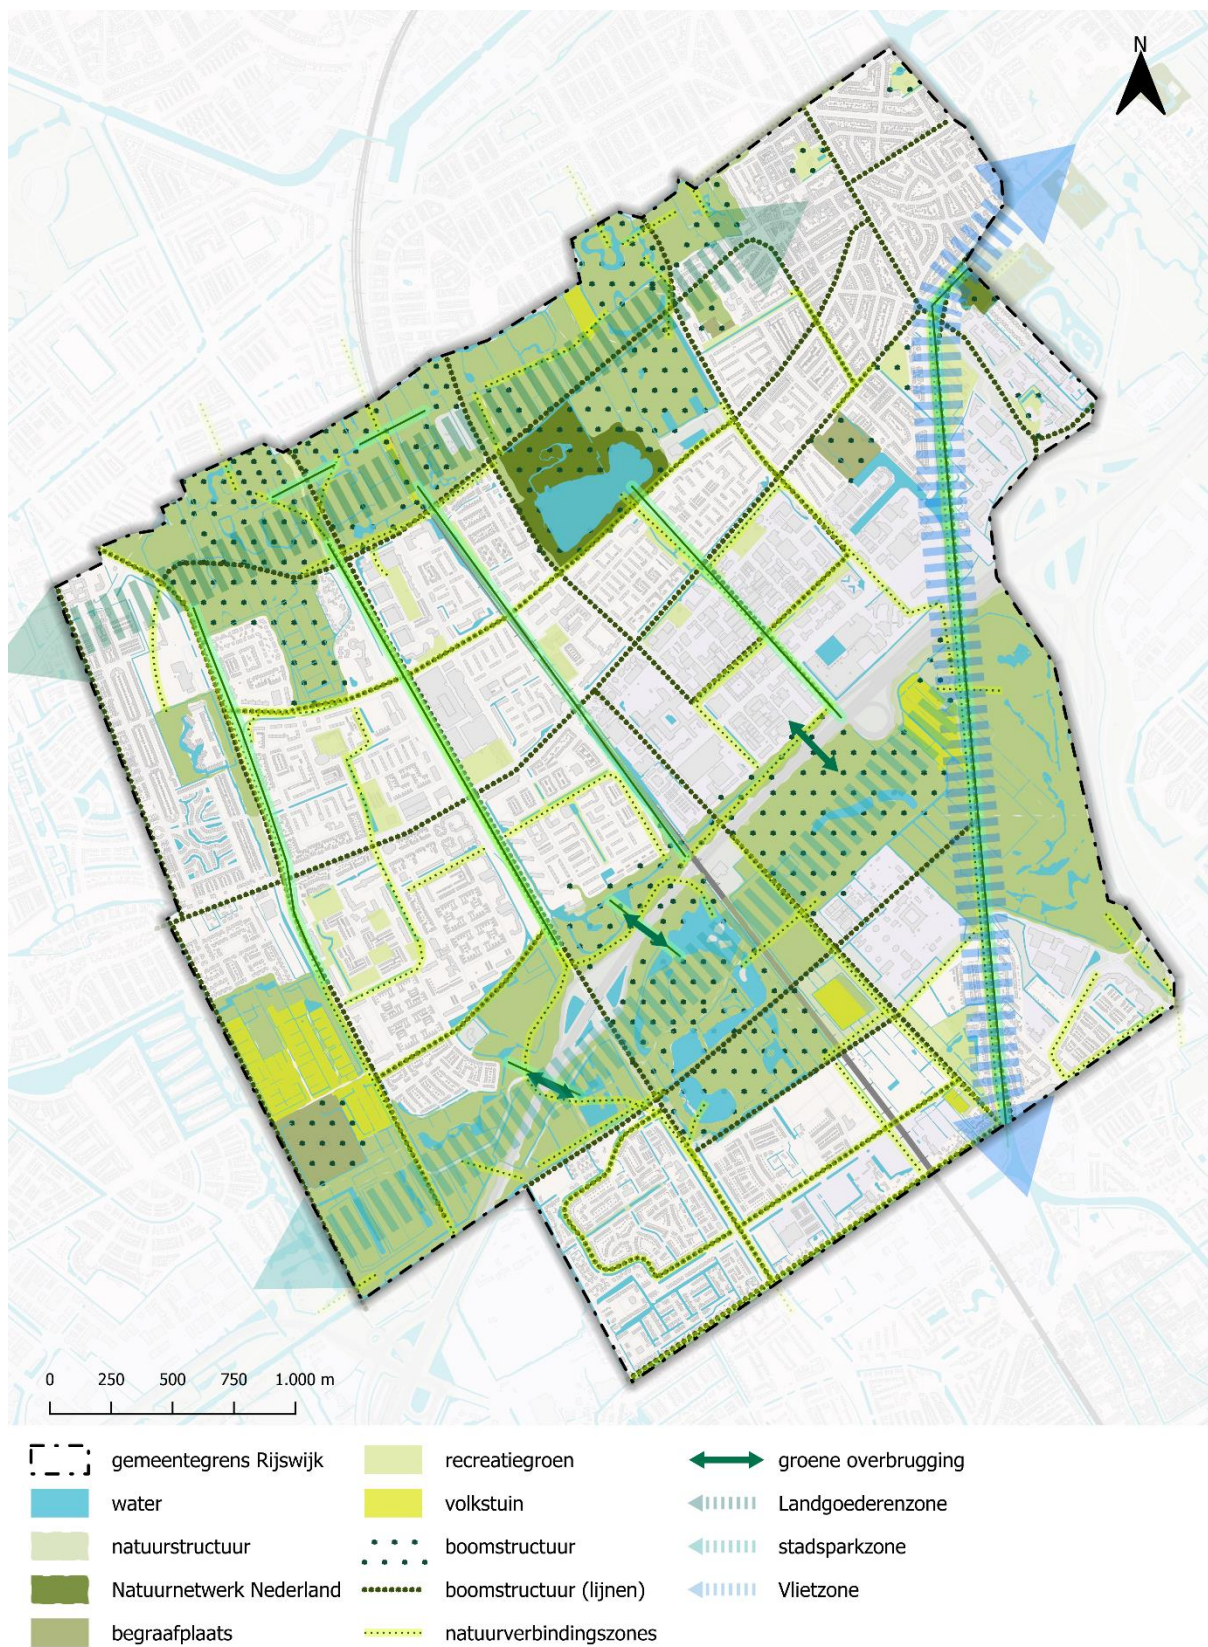 N
0 250 500 750 1.000 m
gemeentegrens Rijswijk
water
natuurstructuur
Natuurnetwerk Nederland
begraafplaats
recreatiegroen
volkstuin
boomstructuur
boomstructuur (lijnen)
natuurverbindingszones
groene overbrugging
Landgoederenzone
stadsparkzone
Vlietzone